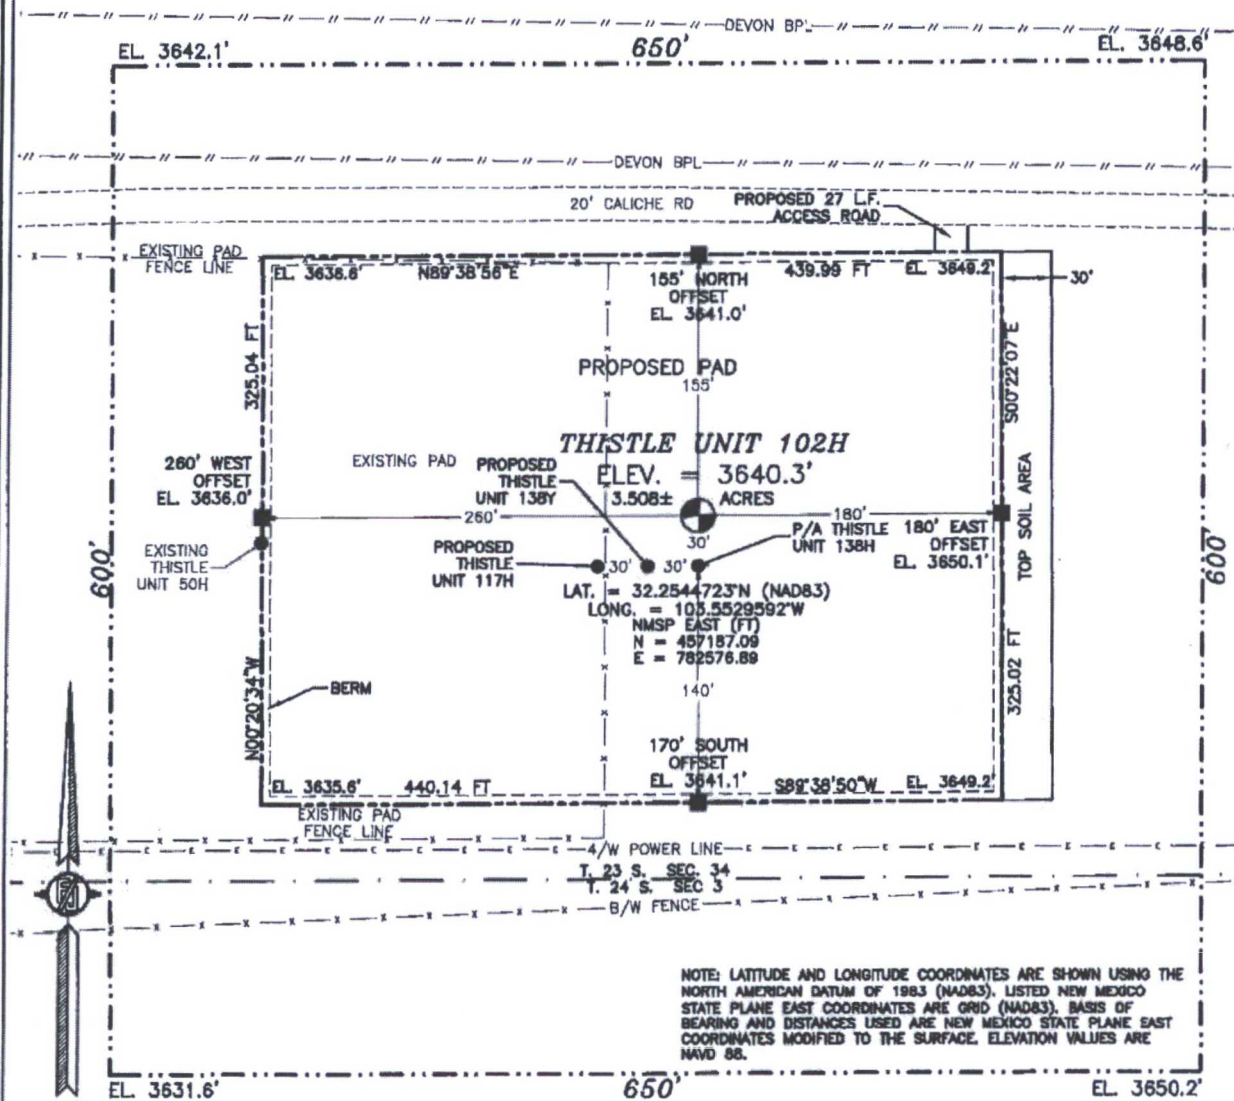 DEVON BPL
EL. 3642.1'
650'
EL. 3648.6'
DEVON BPL
20' CALICHE RD
PROPOSED 27 L.F.
ACCESS ROAD
EXISTING PAD
FENCE LINE
EL. 3638.8'
N89°38'56"E
155' NORTH
OFFSET
EL. 3641.0'
439.99 FT
EL. 3649.2'
30'
325.04 FT
PROPOSED PAD
155'
S00°22'07"E
THISTLE UNIT 102H
ELEV. = 3640.3'
3.508± ACRES
260' WEST
OFFSET
EL. 3636.0'
EXISTING PAD
PROPOSED
THISTLE
UNIT 138Y
260'
180'
TOP SOIL AREA
EXISTING
THISTLE
UNIT 50H
PROPOSED
THISTLE
UNIT 117H
30'
30'
30'
P/A THISTLE
UNIT 138H
180' EAST
OFFSET
EL. 3650.1'
600'
600'
LAT. = 32.2544723°N (NAD83)
LONG. = 103.5529592°W
NMSP EAST (FT)
N = 457187.09
E = 782576.89
N00°20'34"W
BERM
140'
325.02 FT
170' SOUTH
OFFSET
EL. 3641.1'
EL. 3635.6'
440.14 FT
S89°38'50"W
EL. 3649.2'
EXISTING PAD
FENCE LINE
4/W POWER LINE
T. 23 S. SEC. 34
T. 24 S. SEC 3
B/W FENCE
NOTE: LATITUDE AND LONGITUDE COORDINATES ARE SHOWN USING THE
NORTH AMERICAN DATUM OF 1983 (NAD83). LISTED NEW MEXICO
STATE PLANE EAST COORDINATES ARE GRID (NAD83). BASIS OF
BEARING AND DISTANCES USED ARE NEW MEXICO STATE PLANE EAST
COORDINATES MODIFIED TO THE SURFACE. ELEVATION VALUES ARE
NAVD 88.
EL. 3631.6'
650'
EL. 3650.2'